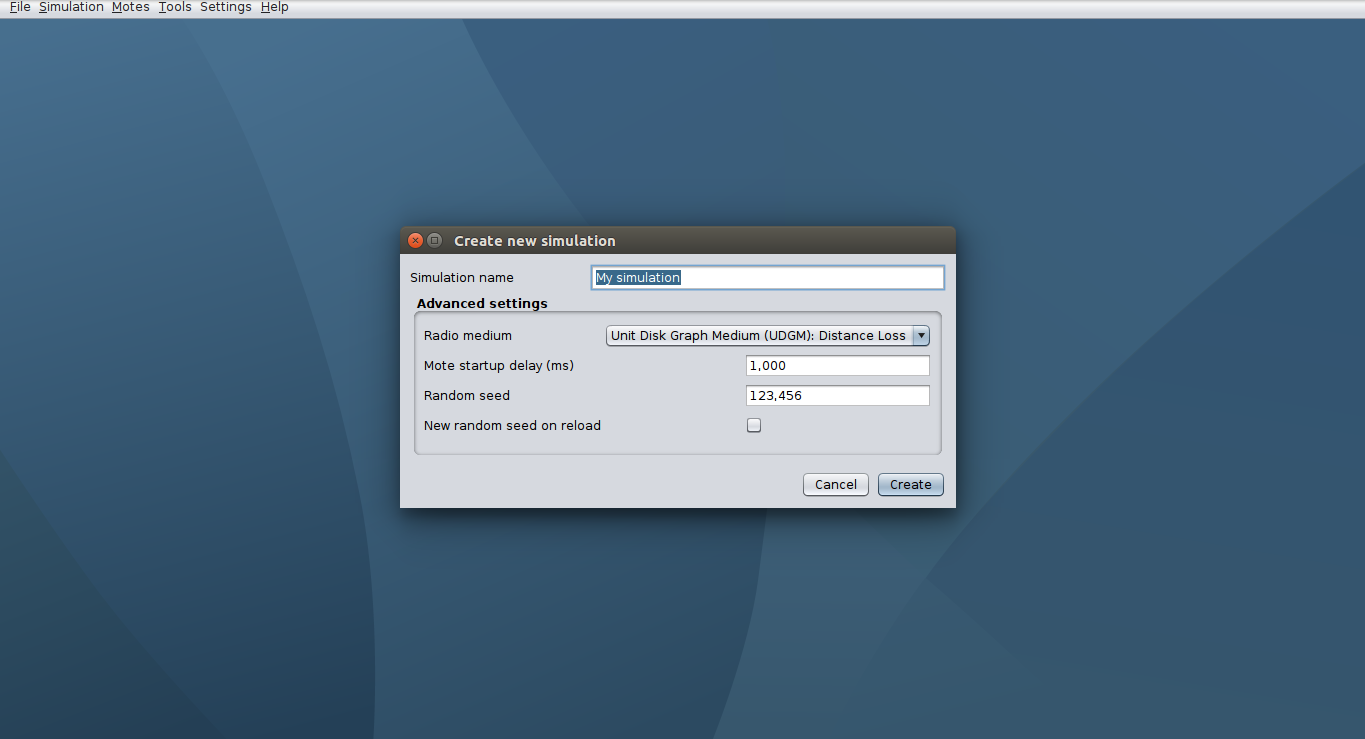 File Simulation Motes Tools Settings Help
Create new simulation
Simulation name My simulation
Advanced settings
Radio medium Unit Disk Graph Medium (UDGM): Distance Loss
Mote startup delay (ms) 1,000
Random seed 123,456
New random seed on reload
Cancel Create